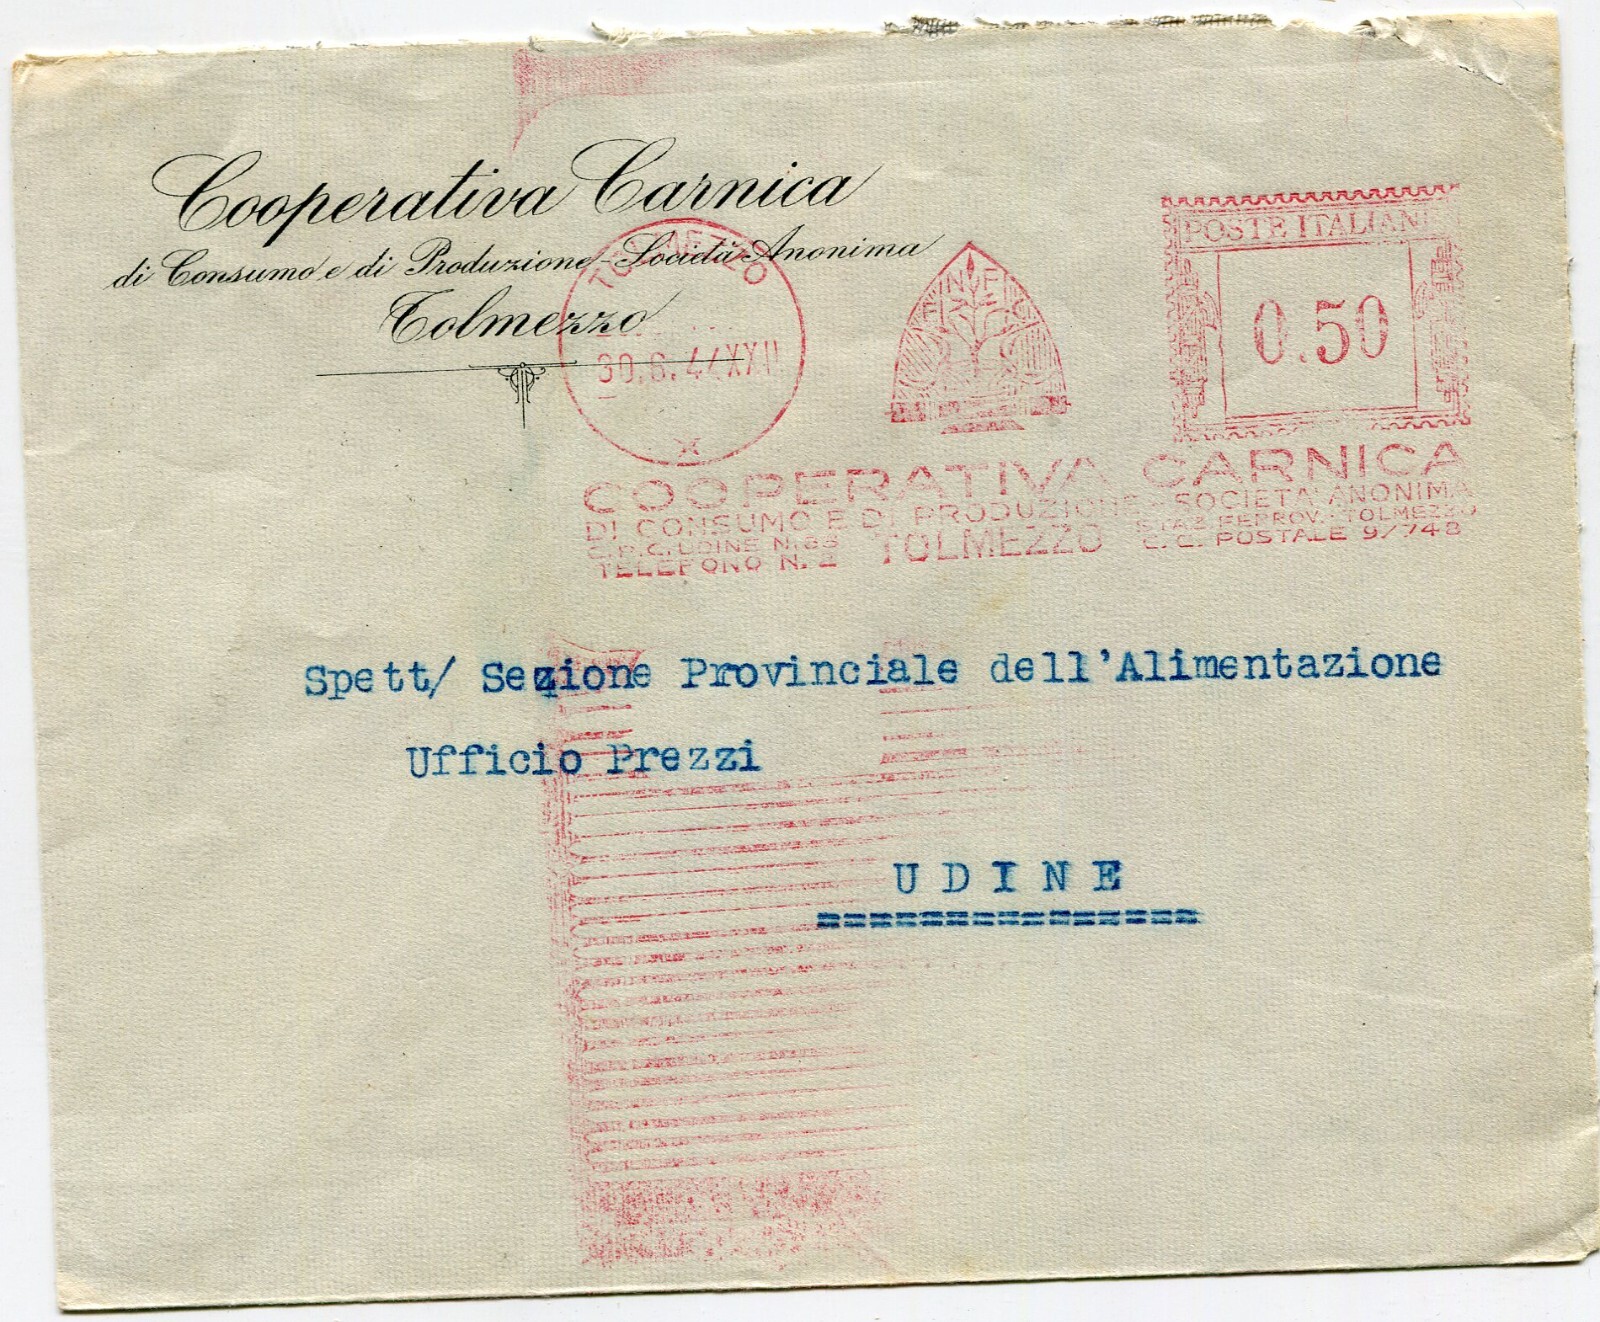 Cooperativa Carnica
di Consumo e di Produzione - Società Anonima
Tolmezzo
TOLMEZZO
30.6.44XXII
POSTE ITALIANE
0.50
COOPERATIVA CARNICA
DI CONSUMO E DI PRODUZIONE - SOCIETÀ ANONIMA
C.P.C. UDINE N. TOLMEZZO STAZ. FERROV. TOLMEZZO
TELEFONO N. 2 C.C. POSTALE 9/748
Spett/ Sezione Provinciale dell'Alimentazione
Ufficio Prezzi
U D I N E
===============